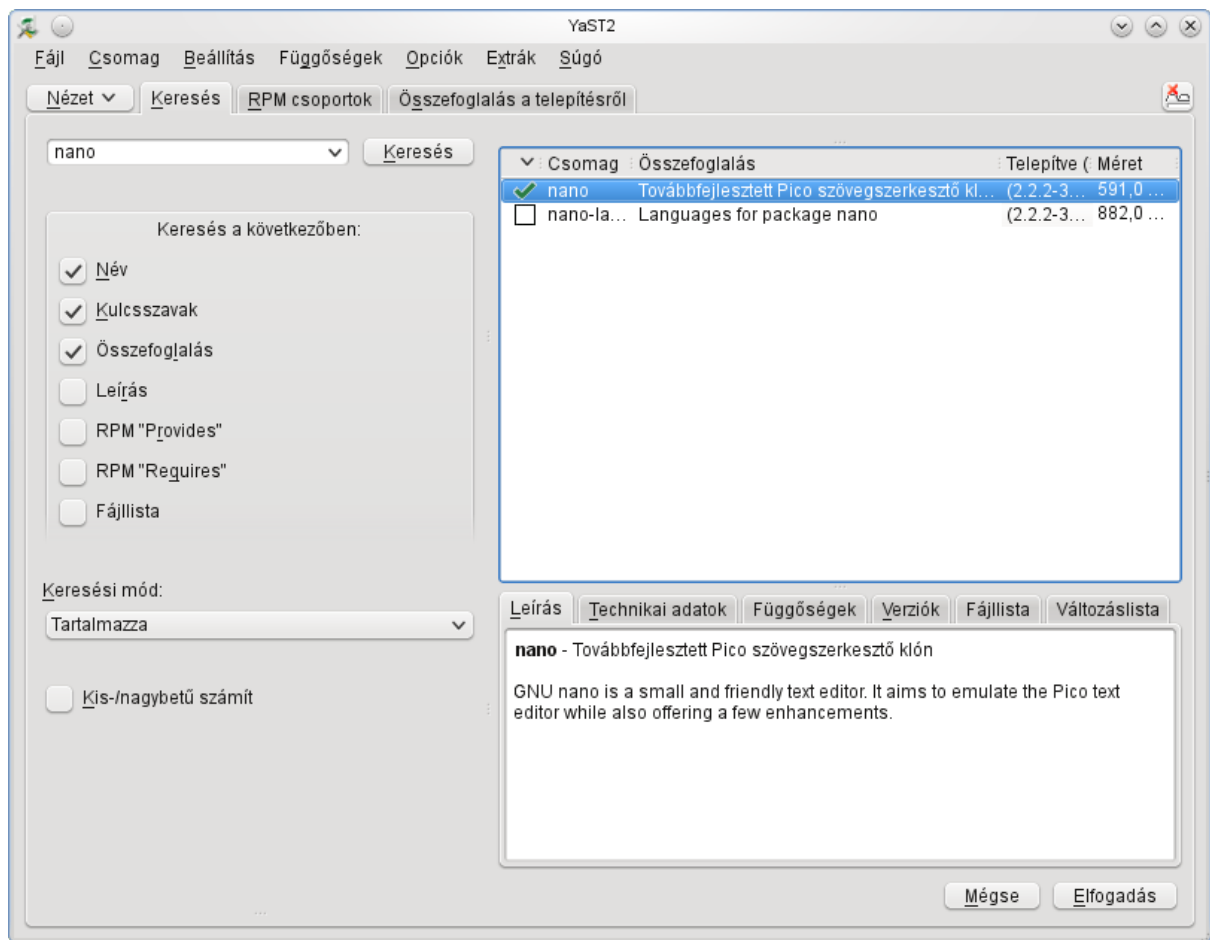 YaST2
Fájl Csomag Beállítás Függőségek Opciók Extrák Súgó
Nézet Keresés RPM csoportok Összefoglalás a telepítésről
nano Keresés
Keresés a következőben:
Név
Kulcsszavak
Összefoglalás
Leírás
RPM "Provides"
RPM "Requires"
Fájllista
Keresési mód:
Tartalmazza
Kis-/nagybetű számít
Csomag Összefoglalás Telepítve ( Méret
nano Továbbfejlesztett Pico szövegszerkesztő kl... (2.2.2-3... 591,0 ...
nano-la... Languages for package nano (2.2.2-3... 882,0 ...
Leírás Technikai adatok Függőségek Verziók Fájllista Változáslista
nano - Továbbfejlesztett Pico szövegszerkesztő klón
GNU nano is a small and friendly text editor. It aims to emulate the Pico text
editor while also offering a few enhancements.
Mégse Elfogadás